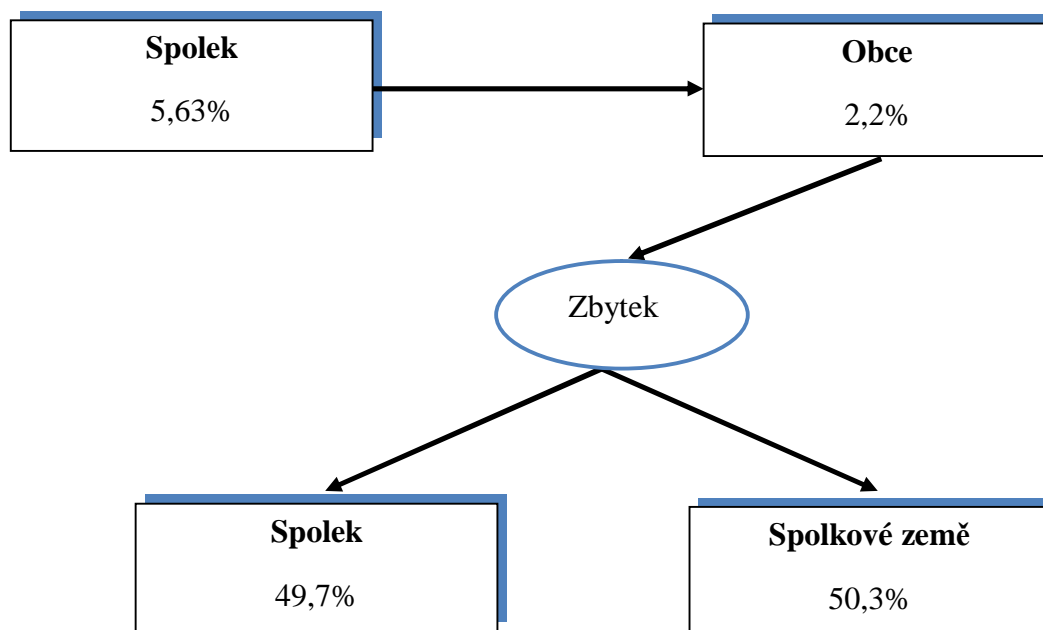 Spolek
5,63%
Obce
2,2%
Zbytek
Spolek
49,7%
Spolkové země
50,3%